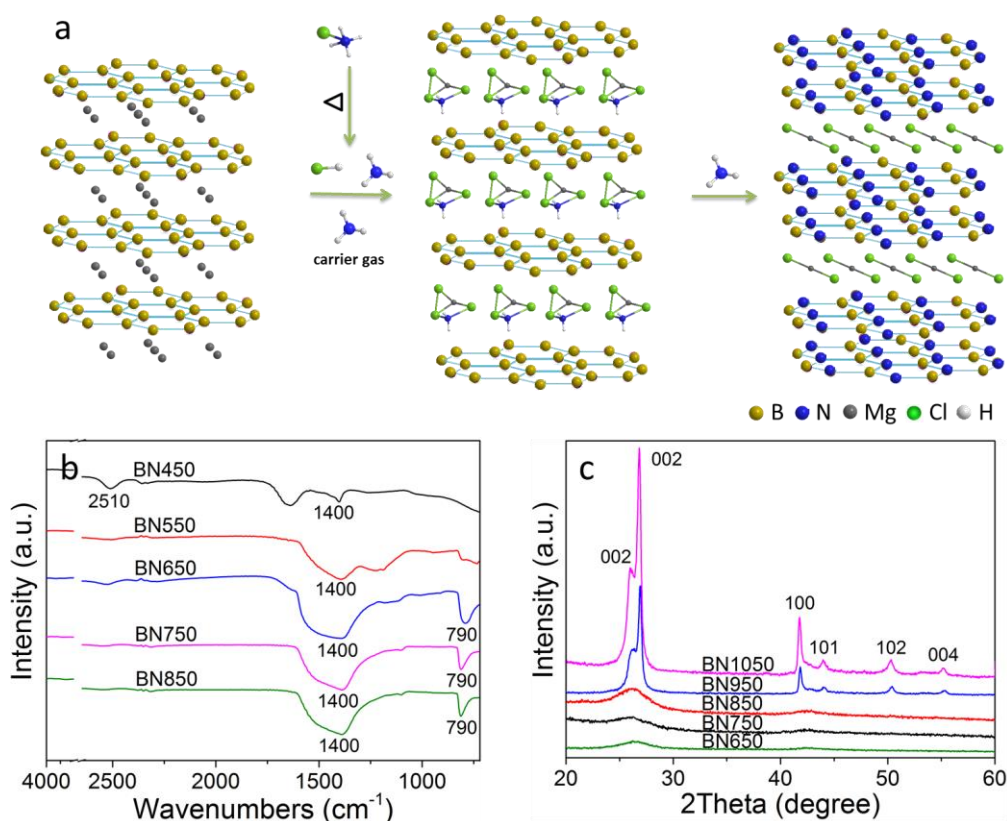 a
Δ
carrier gas
B N Mg Cl H
b
BN450
2510
1400
BN550
1400
BN650
1400
790
BN750
1400
790
BN850
1400
790
Intensity (a.u.)
4000 2500 2000 1500 1000
Wavenumbers (cm⁻¹)
c
002
002
100
101
102
004
BN1050
BN950
BN850
BN750
BN650
Intensity (a.u.)
20 30 40 50 60
2Theta (degree)